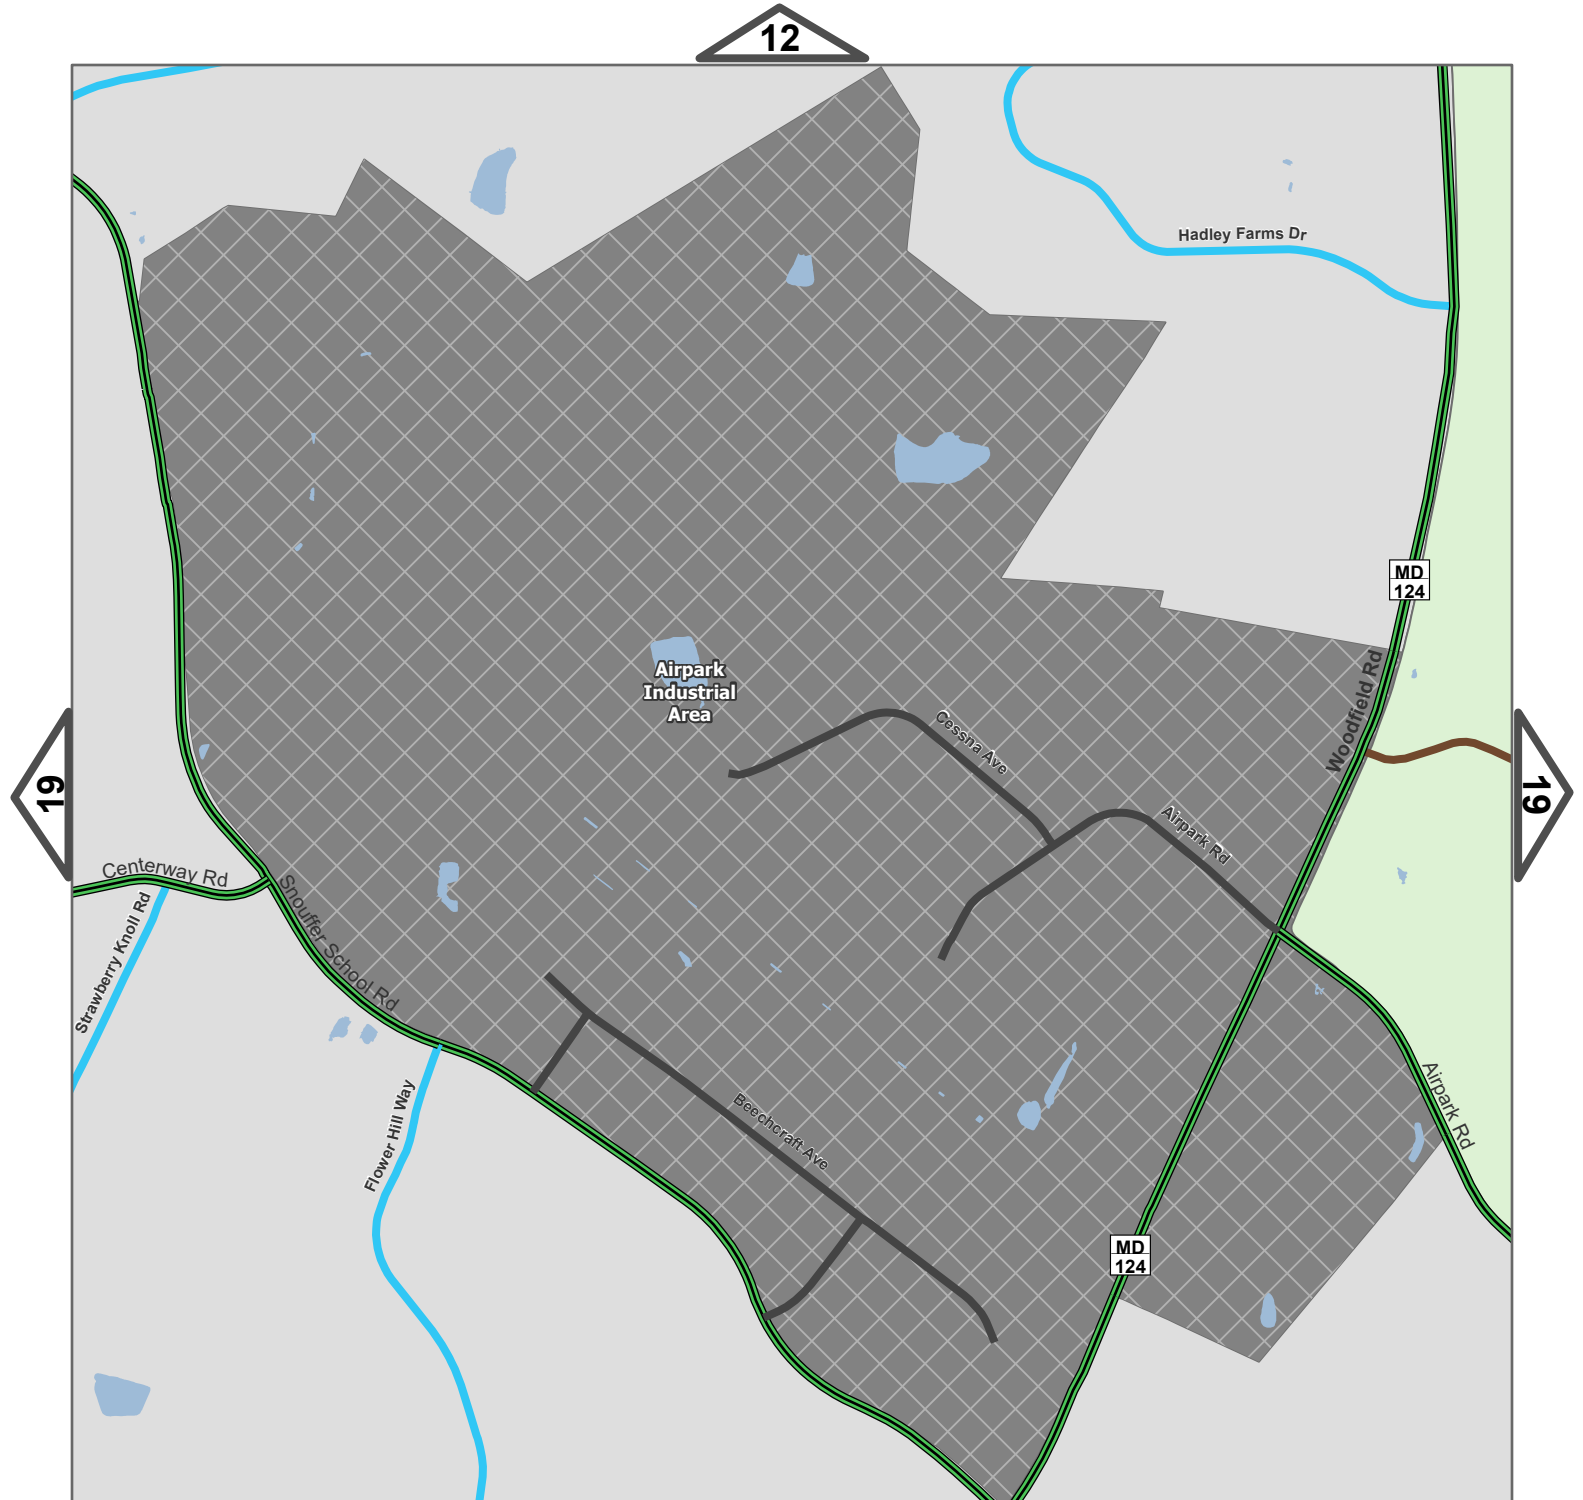 12
Hadley Farms Dr
MD
124
Woodfield Rd
Airpark
Industrial
Area
Cessna Ave
19
19
Airpark Rd
Centerway Rd
Snouffer School Rd
Strawberry Knoll Rd
Flower Hill Way
Beechcraft Ave
Airpark Rd
MD
124